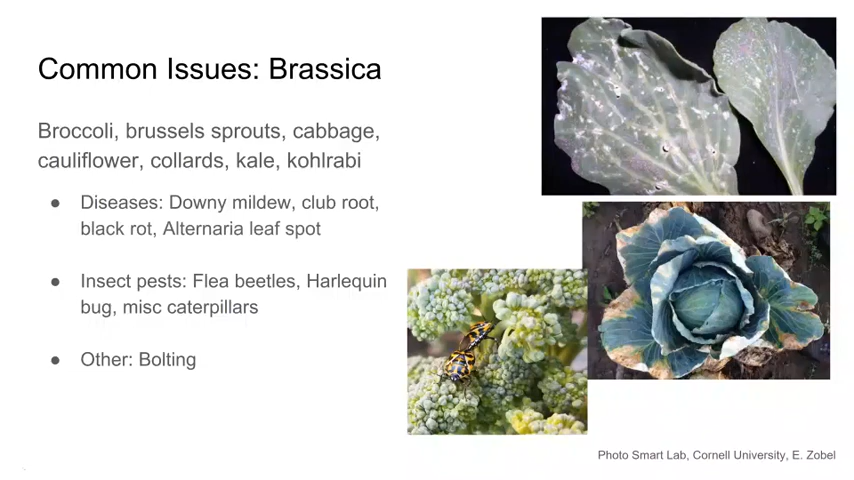 Common Issues: Brassica
Broccoli, brussels sprouts, cabbage,
cauliflower, collards, kale, kohlrabi
● Diseases: Downy mildew, club root,
black rot, Alternaria leaf spot
● Insect pests: Flea beetles, Harlequin
bug, misc caterpillars
● Other: Bolting
Photo Smart Lab, Cornell University, E. Zobel